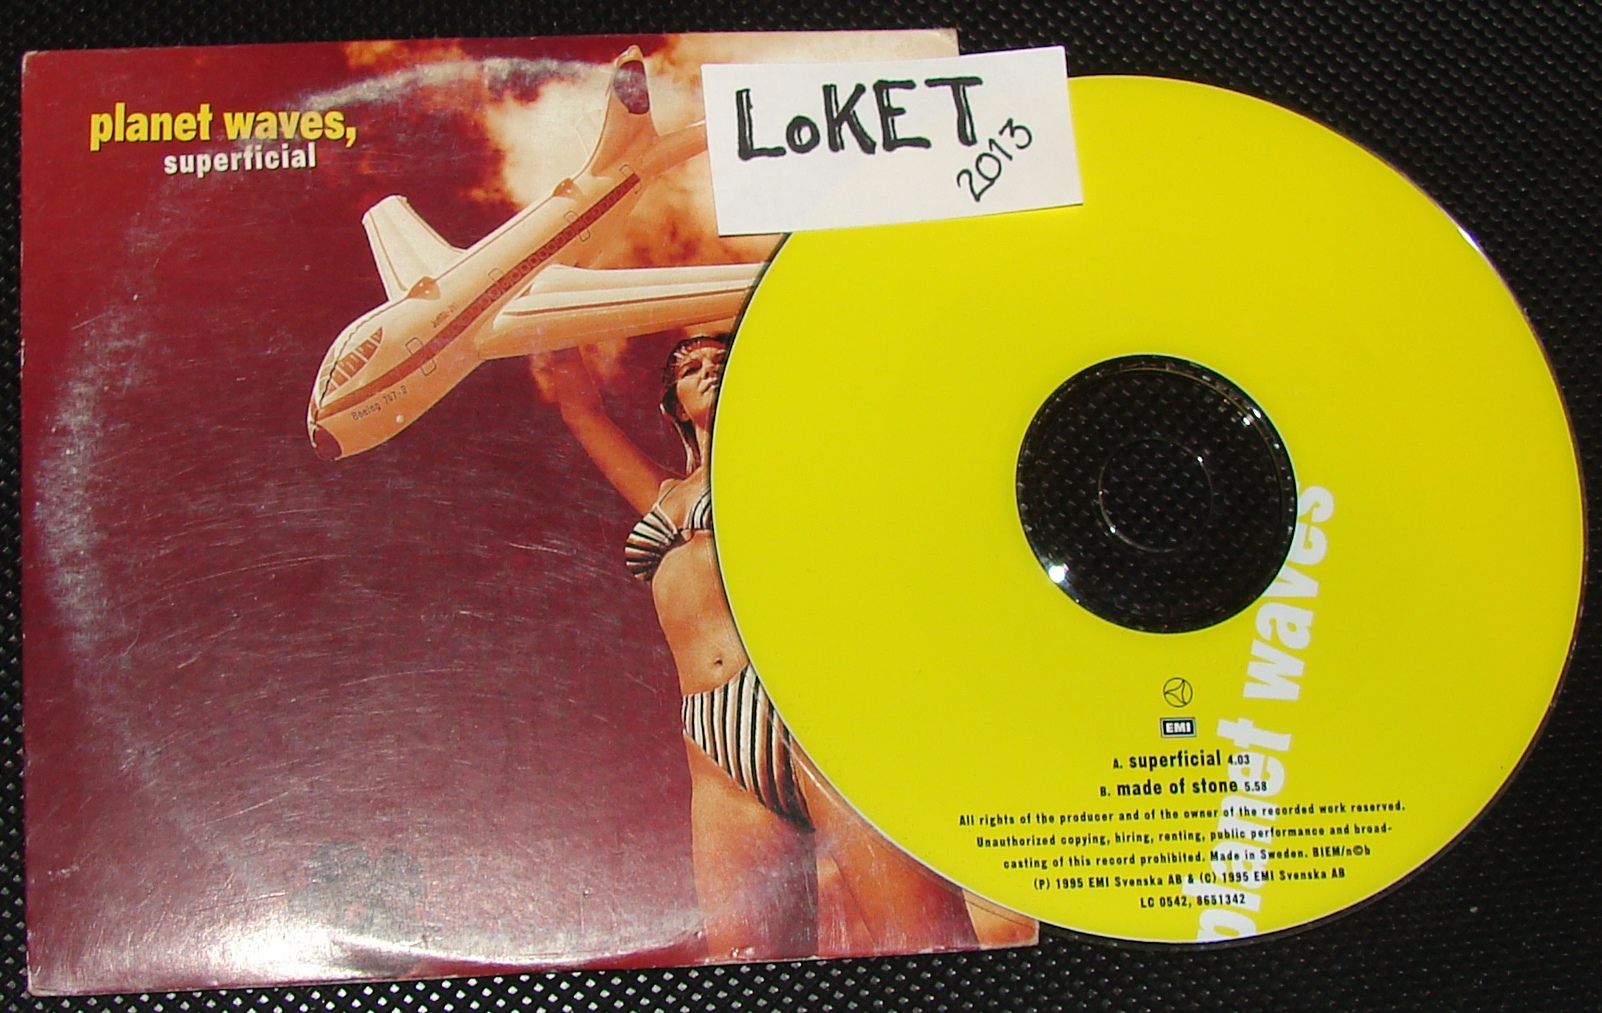 planet waves,
superficial
LoKET
2013
Boeing 707-B
planet waves
EMI
A. superficial 4.03
B. made of stone 5.58
All rights of the producer and of the owner of the recorded work reserved.
Unauthorized copying, hiring, renting, public performance and broad-
casting of this record prohibited. Made in Sweden. BIEM/n©b
(P) 1995 EMI Svenska AB & (C) 1995 EMI Svenska AB
LC 0542, 8651342